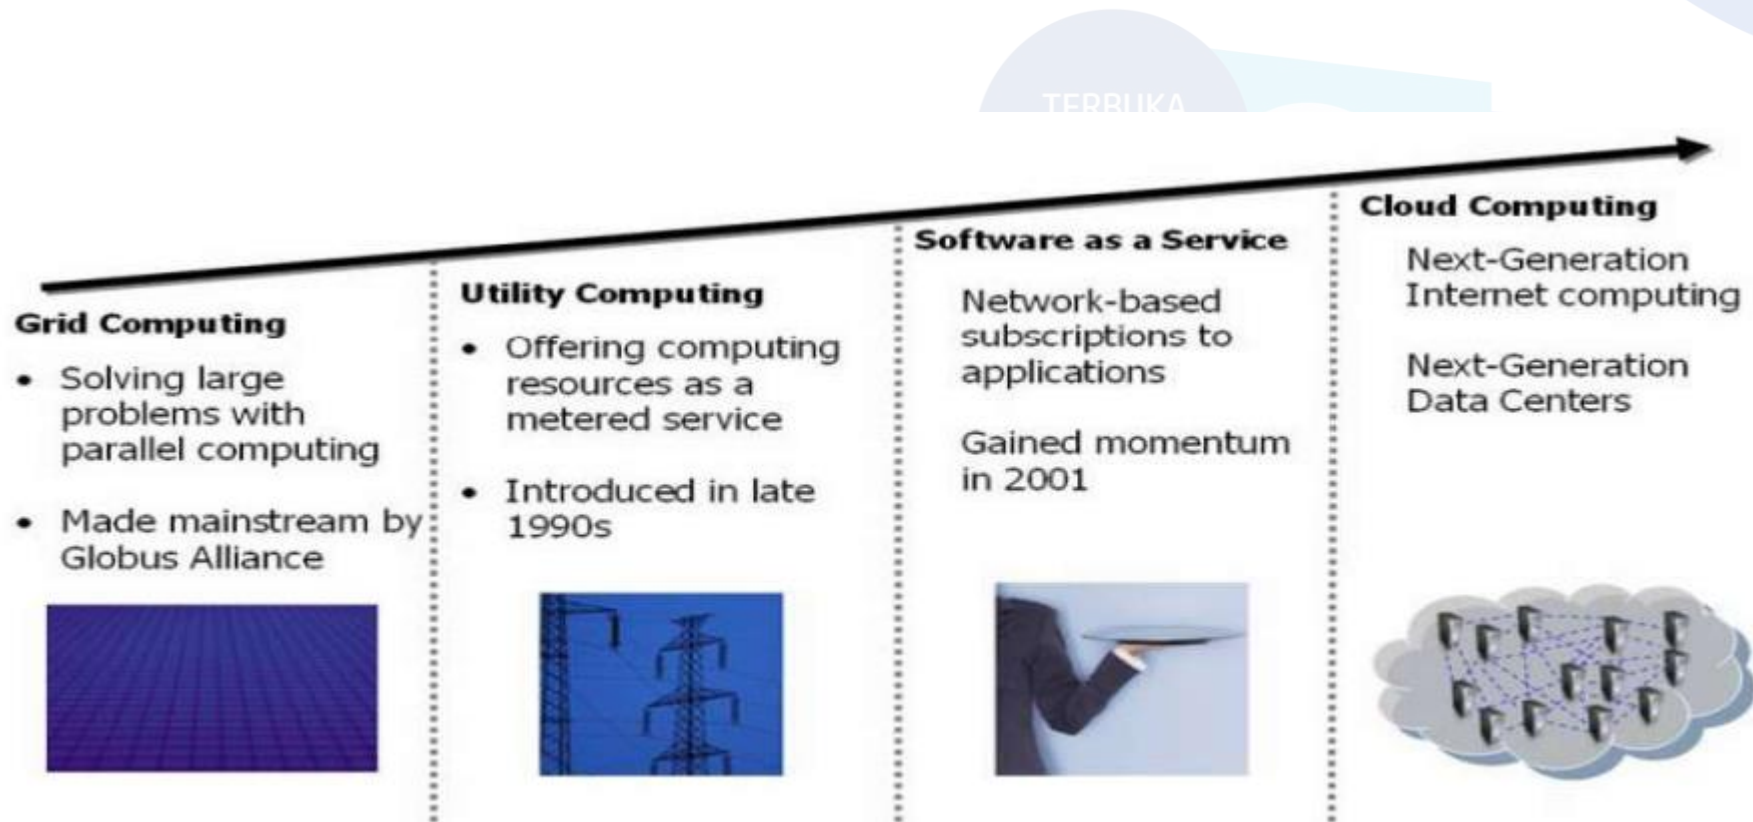 TERBUKA
Grid Computing
• Solving large
problems with
parallel computing
• Made mainstream by
Globus Alliance
Utility Computing
• Offering computing
resources as a
metered service
• Introduced in late
1990s
Software as a Service
Network-based
subscriptions to
applications
Gained momentum
in 2001
Cloud Computing
Next-Generation
Internet computing
Next-Generation
Data Centers